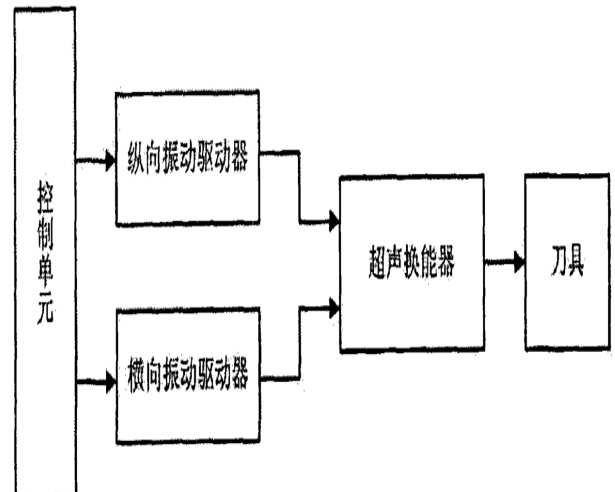 控制单元
纵向振动驱动器
横向振动驱动器
超声换能器
刀具